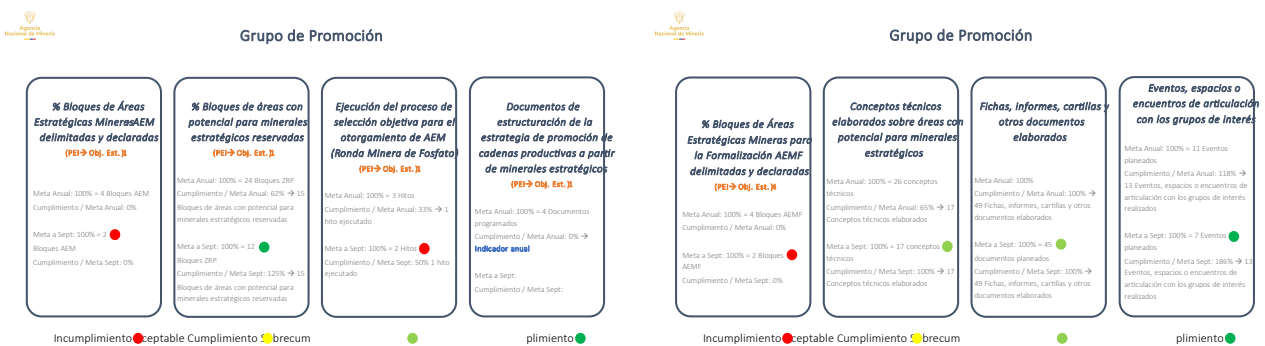 Agencia
Nacional de Minería
Grupo de Promoción
% Bloques de Áreas
Estratégicas Mineras-AEM
delimitadas y declaradas
(PEI→ Obj. Est.)1
Meta Anual: 100% = 4 Bloques AEM
Cumplimiento / Meta Anual: 0%
Meta a Sept: 100% = 2
Bloques AEM
Cumplimiento / Meta Sept: 0%
% Bloques de áreas con
potencial para minerales
estratégicos reservadas
(PEI→ Obj. Est.)1
Meta Anual: 100% = 24 Bloques ZRP
Cumplimiento / Meta Anual: 62% → 15
Bloques de áreas con potencial para
minerales estratégicos reservadas
Meta a Sept: 100% = 12
Bloques ZRP
Cumplimiento / Meta Sept: 125% → 15
Bloques de áreas con potencial para
minerales estratégicos reservadas
Ejecución del proceso de
selección objetiva para el
otorgamiento de AEM
(Ronda Minera de Fosfato)
(PEI→ Obj. Est.)1
Meta Anual: 100% = 3 Hitos
Cumplimiento / Meta Anual: 33% → 1
hito ejecutado
Meta a Sept: 100% = 2 Hitos
Cumplimiento / Meta Sept: 50% 1 hito
ejecutado
Documentos de
estructuración de la
estrategia de promoción de
cadenas productivas a partir
de minerales estratégicos
(PEI→ Obj. Est.)1
Meta Anual: 100% = 4 Documentos
programados
Cumplimiento / Meta Anual: 0% →
Indicador anual
Meta a Sept:
Cumplimiento / Meta Sept:
Incumplimiento ceptable Cumplimiento S brecum plimiento
Agencia
Nacional de Minería
Grupo de Promoción
% Bloques de Áreas
Estratégicas Mineras para
la Formalización AEMF
delimitadas y declaradas
(PEI→ Obj. Est.)4
Meta Anual: 100% = 4 Bloques AEMF
Cumplimiento / Meta Anual: 0%
Meta a Sept: 100% = 2 Bloques
AEMF
Cumplimiento / Meta Sept: 0%
Conceptos técnicos
elaborados sobre áreas con
potencial para minerales
estratégicos
Meta Anual: 100% = 26 conceptos
técnicos
Cumplimiento / Meta Anual: 65% → 17
Conceptos técnicos elaborados
Meta a Sept: 100% = 17 conceptos
técnicos
Cumplimiento / Meta Sept: 100% → 17
Conceptos técnicos elaborados
Fichas, informes, cartillas y
otros documentos
elaborados
Meta Anual: 100%
Cumplimiento / Meta Anual: 100% →
49 Fichas, informes, cartillas y otros
documentos elaborados
Meta a Sept: 100% = 45
documentos planeados
Cumplimiento / Meta Sept: 100% →
49 Fichas, informes, cartillas y otros
documentos elaborados
Eventos, espacios o
encuentros de articulación
con los grupos de interés
Meta Anual: 100% = 11 Eventos
planeados
Cumplimiento / Meta Anual: 118% →
13 Eventos, espacios o encuentros de
articulación con los grupos de interés
realizados
Meta a Sept: 100% = 7 Eventos
planeados
Cumplimiento / Meta Sept: 186% → 13
Eventos, espacios o encuentros de
articulación con los grupos de interés
realizados
Incumplimiento ceptable Cumplimiento S brecum plimiento